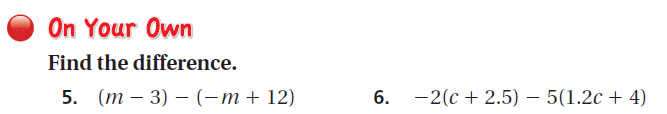 On Your Own
Find the difference.
5. (m − 3) − (−m + 12) 6. −2(c + 2.5) − 5(1.2c + 4)